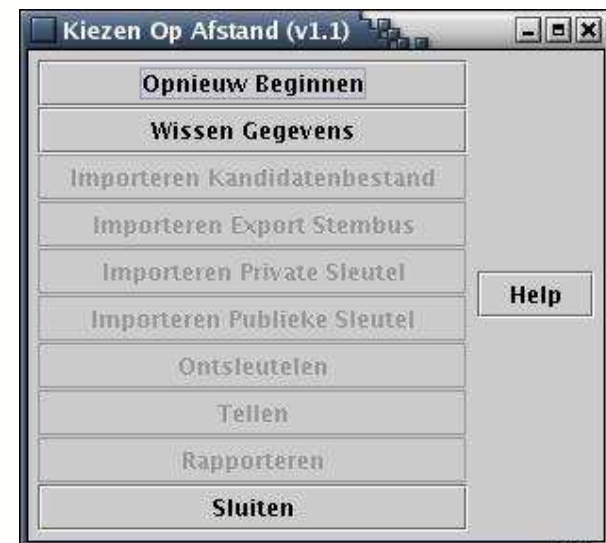 Kiezen Op Afstand (v1.1)
Opnieuw Beginnen
Wissen Gegevens
Importeren Kandidatenbestand
Importeren Export Stembus
Importeren Private Sleutel
Importeren Publieke Sleutel
Ontsleutelen
Tellen
Rapporteren
Sluiten
Help